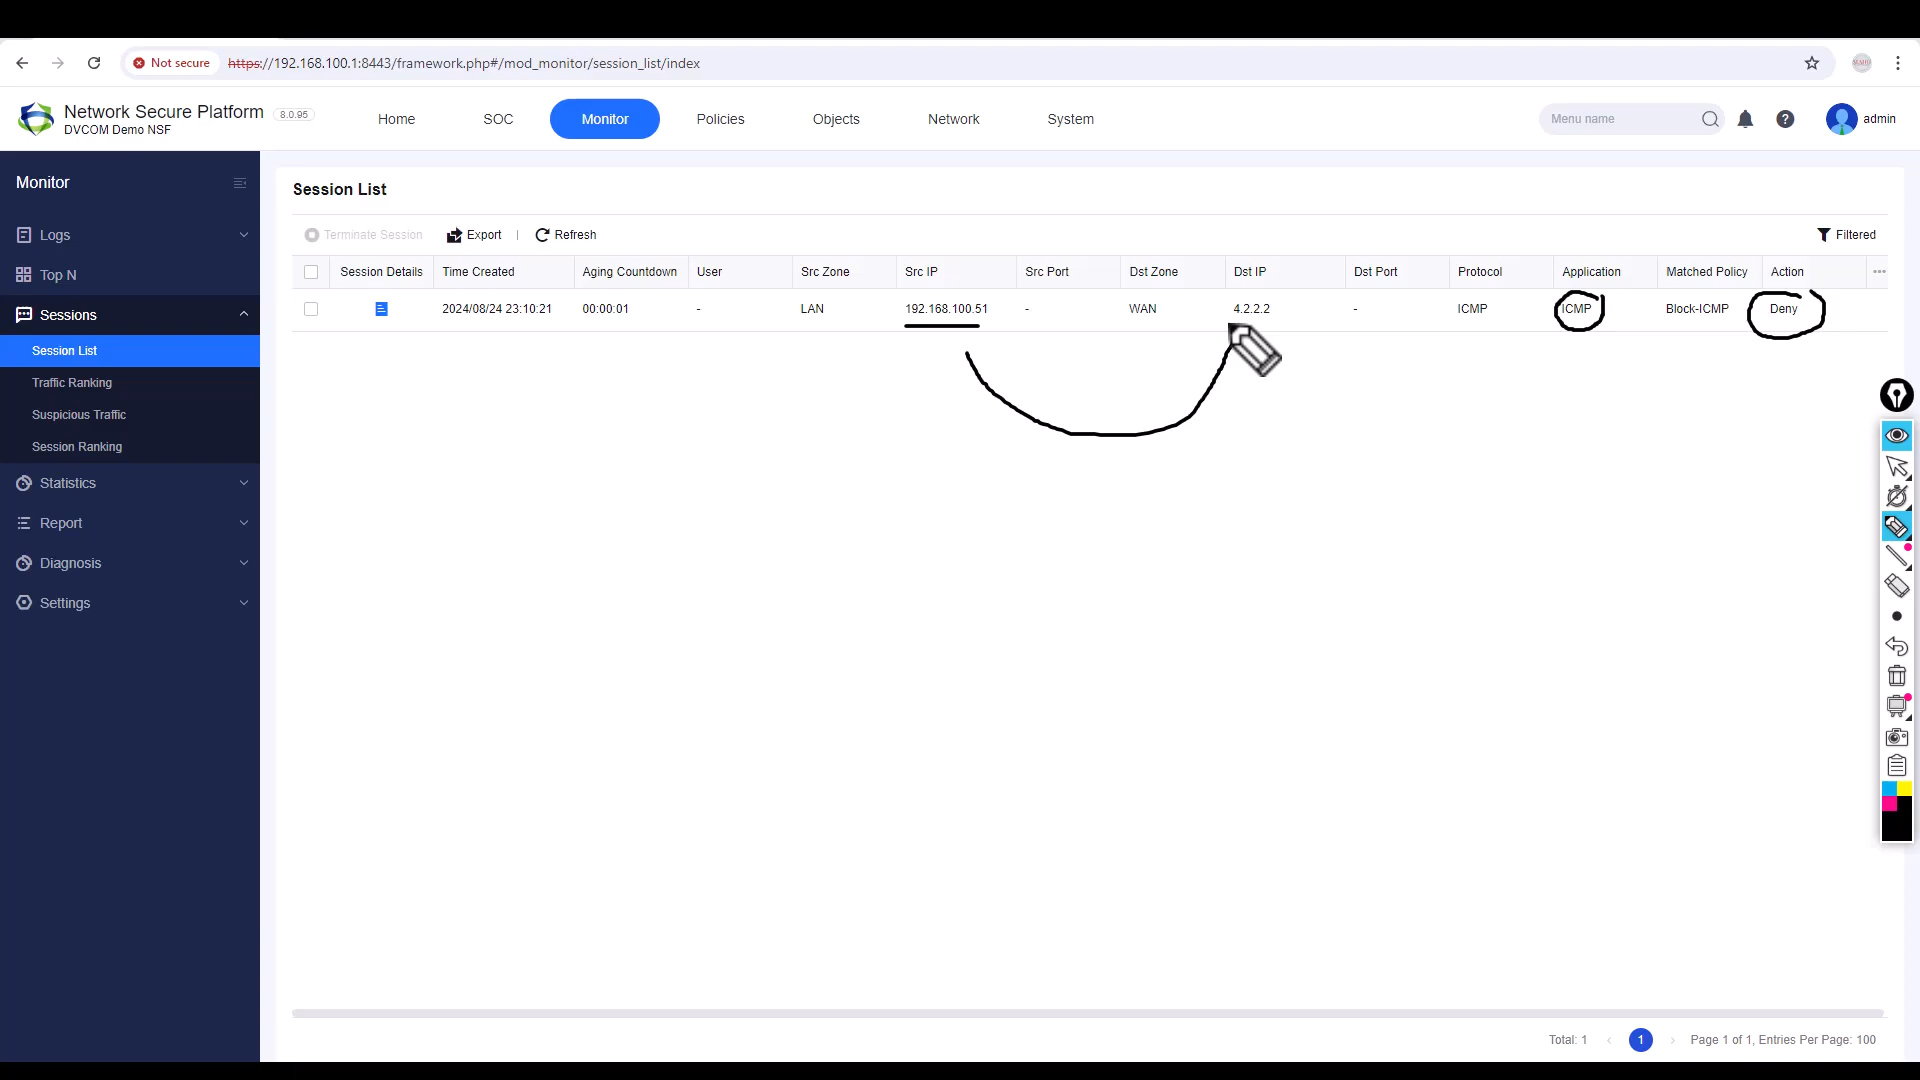 Not secure https://192.168.100.1:8443/framework.php#/mod_monitor/session_list/index
Network Secure Platform 8.0.95
DVCOM Demo NSF
Home SOC Monitor Policies Objects Network System
Menu name
admin
Monitor
Logs
Top N
Sessions
Session List
Traffic Ranking
Suspicious Traffic
Session Ranking
Statistics
Report
Diagnosis
Settings
Session List
Terminate Session Export | Refresh Filtered
Session Details Time Created Aging Countdown User Src Zone Src IP Src Port Dst Zone Dst IP Dst Port Protocol Application Matched Policy Action
2024/08/24 23:10:21 00:00:01 - LAN 192.168.100.51 - WAN 4.2.2.2 - ICMP ICMP Block-ICMP Deny
Total: 1 1 Page 1 of 1, Entries Per Page: 100